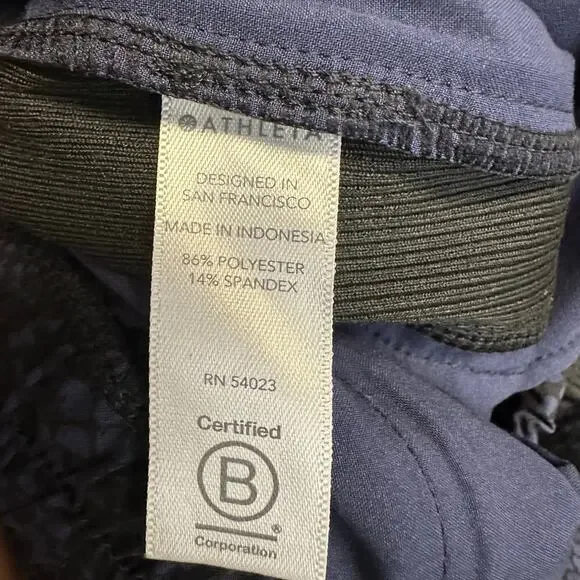 ATHLETA
DESIGNED IN
SAN FRANCISCO
MADE IN INDONESIA
86% POLYESTER
14% SPANDEX
RN 54023
Certified
B
®
Corporation